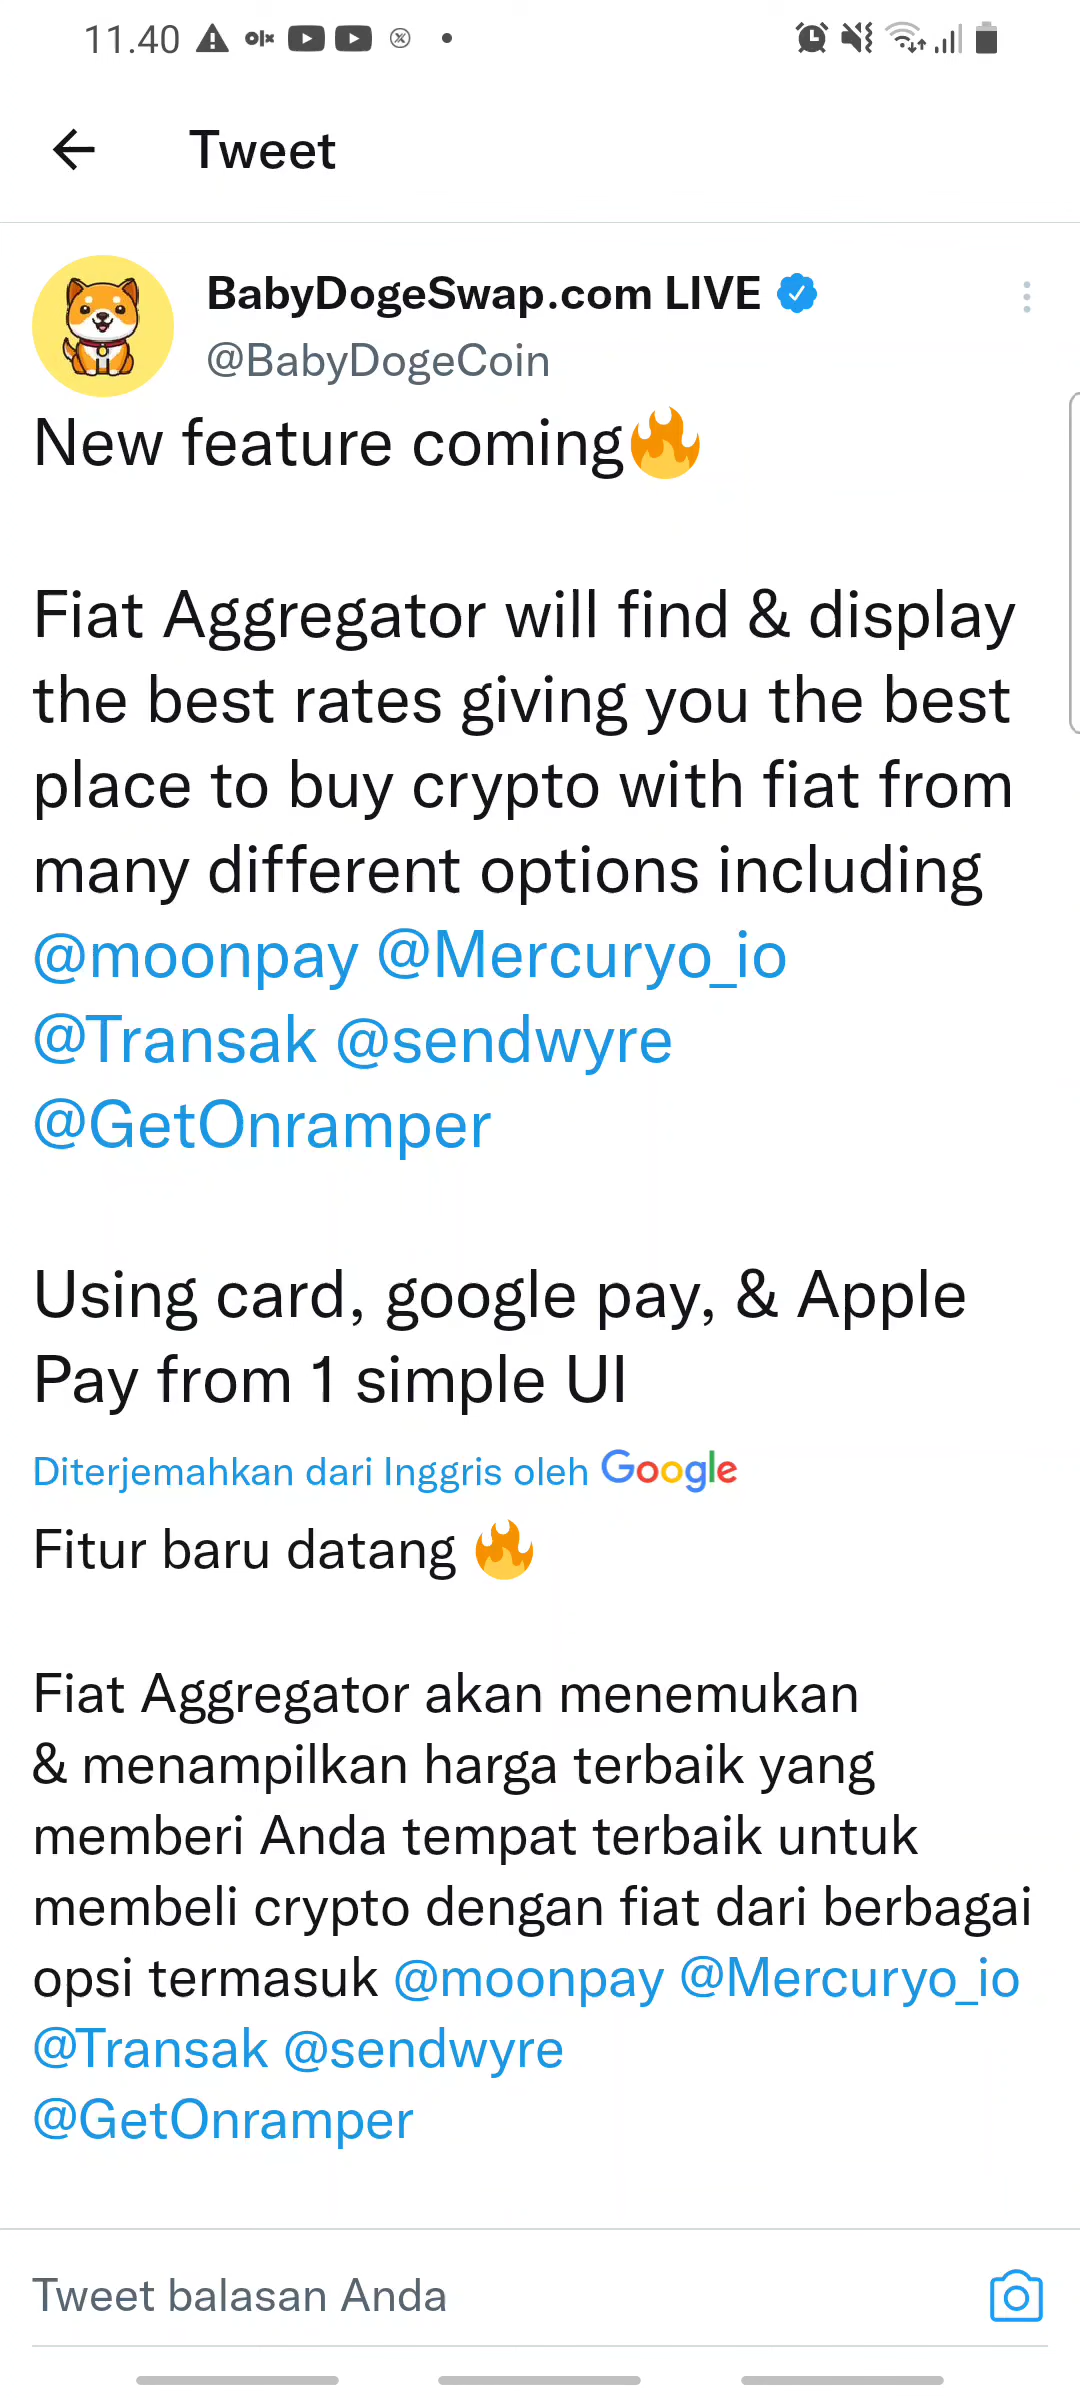 11.40
olx
Tweet
BabyDogeSwap.com LIVE
@BabyDogeCoin
New feature coming🔥
Fiat Aggregator will find & display
the best rates giving you the best
place to buy crypto with fiat from
many different options including
@moonpay @Mercuryo_io
@Transak @sendwyre
@GetOnramper
Using card, google pay, & Apple
Pay from 1 simple UI
Diterjemahkan dari Inggris oleh Google
Fitur baru datang 🔥
Fiat Aggregator akan menemukan
& menampilkan harga terbaik yang
memberi Anda tempat terbaik untuk
membeli crypto dengan fiat dari berbagai
opsi termasuk @moonpay @Mercuryo_io
@Transak @sendwyre
@GetOnramper
Tweet balasan Anda